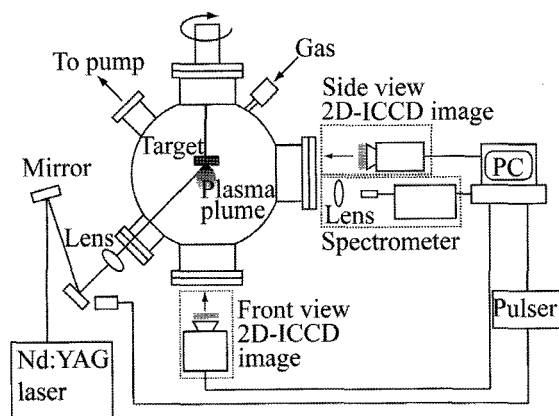 Gas
To pump
Side view
2D-ICCD image
Target
Mirror
PC
Plasma
plume
Lens
Lens
Spectrometer
Front view
2D-ICCD
image
Pulser
Nd:YAG
laser